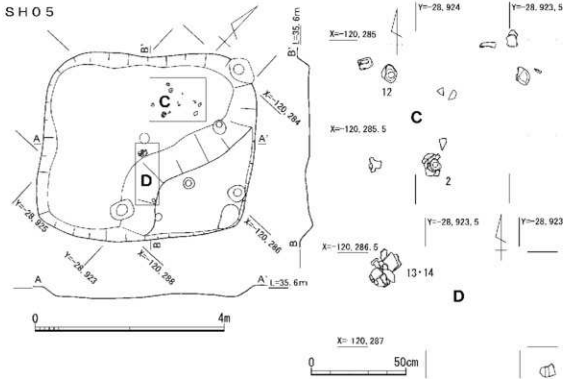 SH05
B'
L=35.6m
B'
C
X=-120,284
A
A'
D
Y=-28,925
X=-120,286
Y=-28,923
X=-120,288
B
B
A
A'
L=35.6m
0
4m
Y=-28,924
Y=-28,923,5
X=-120,285
12
C
X=-120,285.5
2
Y=-28,923,5
Y=-28,923
X=-120,286.5
13・14
D
X=-120,287
0
50cm